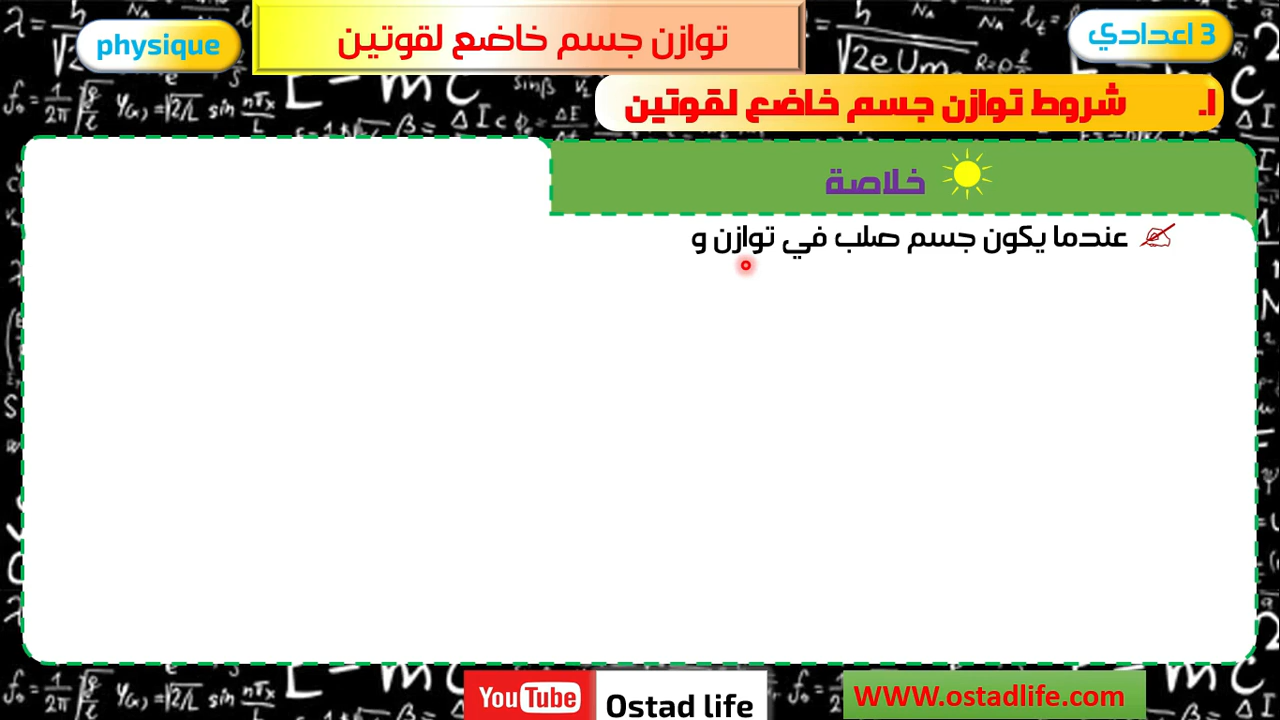 physique
توازن جسم خاضع لقوتين
3 اعدادي
I. شروط توازن جسم خاضع لقوتين
خلاصة
عندما يكون جسم صلب في توازن و
YouTube
Ostad life
WWW.ostadlife.com